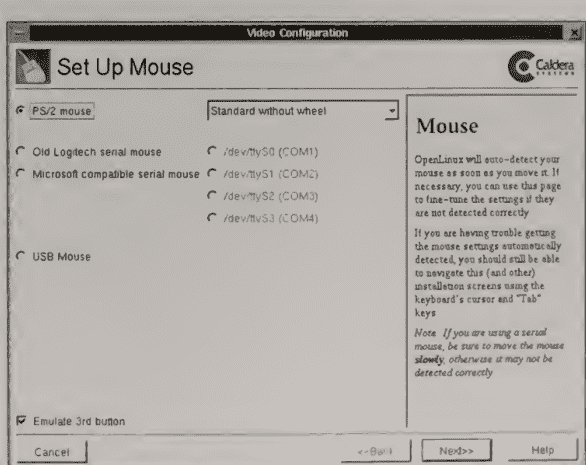 Video Configuration
Set Up Mouse
Caldera
SYSTEMS
PS/2 mouse
Standard without wheel
Old Logitech serial mouse
/dev/ttyS0 (COM1)
Microsoft compatible serial mouse
/dev/ttyS1 (COM2)
/dev/ttyS2 (COM3)
/dev/ttyS3 (COM4)
USB Mouse
Emulate 3rd button
Mouse
OpenLinux will auto-detect your
mouse as soon as you move it. If
necessary, you can use this page
to fine-tune the settings if they
are not detected correctly
If you are having trouble getting
the mouse settings automatically
detected, you should still be able
to navigate this (and other)
installation screens using the
keyboard's cursor and "Tab"
keys
Note If you are using a serial
mouse, be sure to move the mouse
slowly, otherwise it may not be
detected correctly
Cancel
<<Back
Next>>
Help